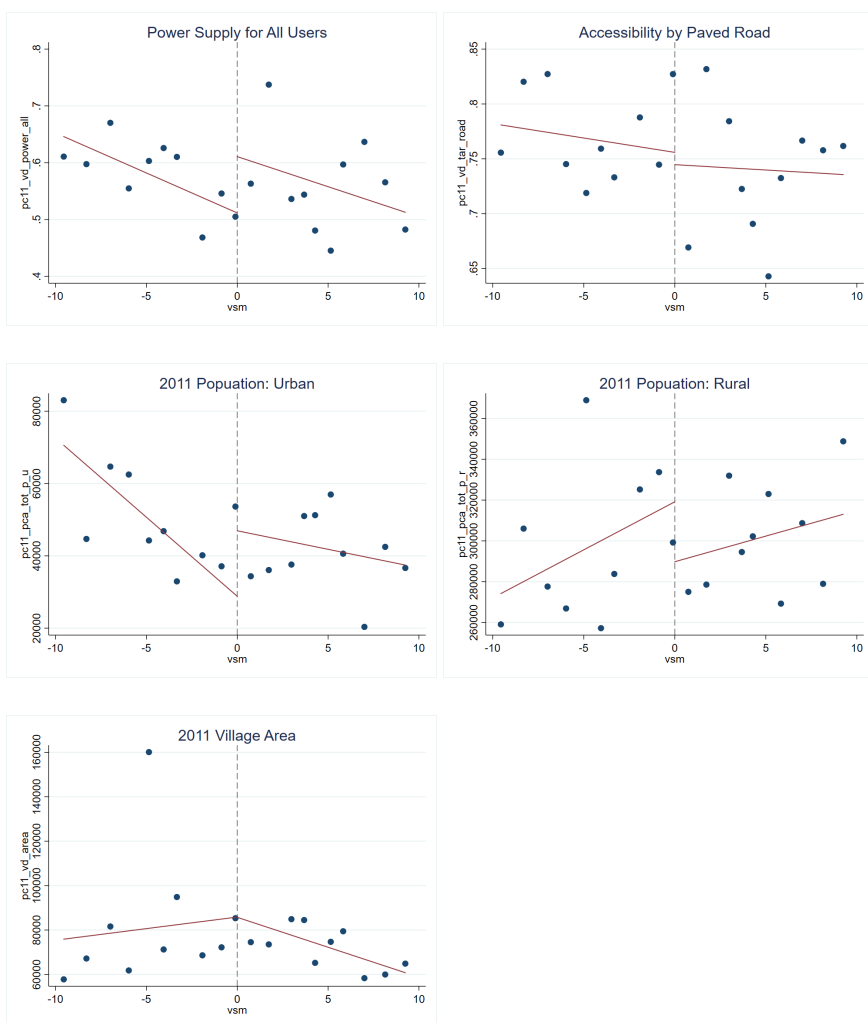 Power Supply for All Users
pc11_vd_power_all
.8
.7
.6
.5
.4
-10 -5 0 5 10
vsm
Accessibility by Paved Road
pc11_vd_tar_road
.85
.8
.75
.7
.65
-10 -5 0 5 10
vsm
2011 Popuation: Urban
pc11_pca_tot_p_u
80000
60000
40000
20000
-10 -5 0 5 10
vsm
2011 Popuation: Rural
pc11_pca_tot_p_r
360000
340000
320000
300000
280000
260000
-10 -5 0 5 10
vsm
2011 Village Area
pc11_vd_area
160000
140000
120000
100000
80000
60000
-10 -5 0 5 10
vsm